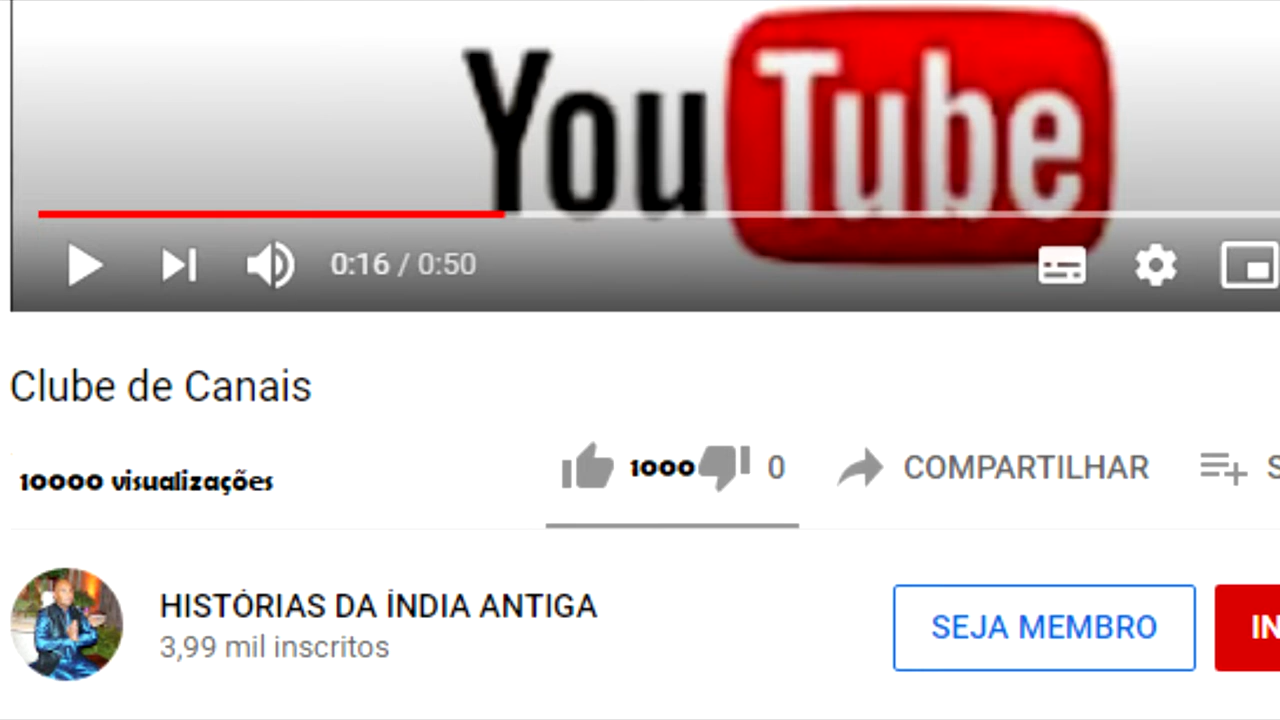 YouTube
0:16 / 0:50
Clube de Canais
10000 visualizações
1000 0 COMPARTILHAR S
HISTÓRIAS DA ÍNDIA ANTIGA
3,99 mil inscritos
SEJA MEMBRO IN